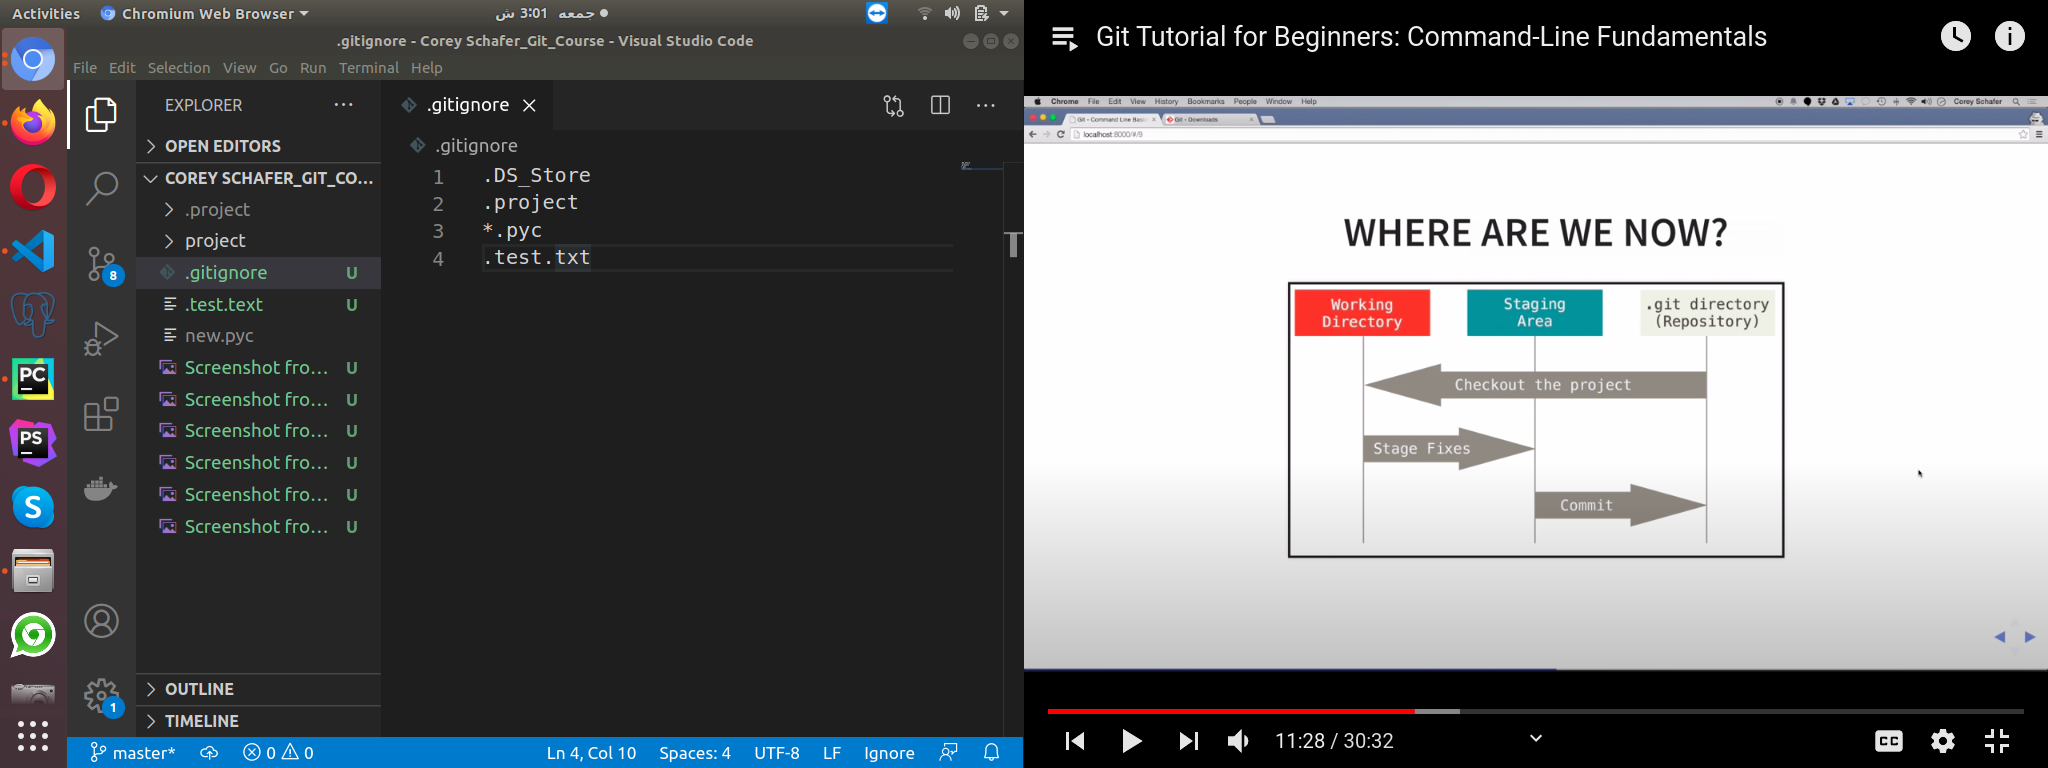 Activities
Chromium Web Browser
جمعه 3:01 ش
.gitignore - Corey Schafer_Git_Course - Visual Studio Code
File Edit Selection View Go Run Terminal Help
EXPLORER
OPEN EDITORS
COREY SCHAFER_GIT_CO...
.project
project
.gitignore U
.test.text U
new.pyc
Screenshot fro... U
Screenshot fro... U
Screenshot fro... U
Screenshot fro... U
Screenshot fro... U
Screenshot fro... U
OUTLINE
TIMELINE
8
1
PC
PS
.gitignore
.gitignore
1 .DS_Store
2 .project
3 *.pyc
4 .test.txt
master* 0 0 Ln 4, Col 10 Spaces: 4 UTF-8 LF Ignore
Git Tutorial for Beginners: Command-Line Fundamentals
Chrome File Edit View History Bookmarks People Window Help
Corey Schafer
Git - Command Line Basi
Git - Downloads
localhost:8000/#/9
WHERE ARE WE NOW?
Working
Directory
Staging
Area
.git directory
(Repository)
Checkout the project
Stage Fixes
Commit
11:28 / 30:32
CC